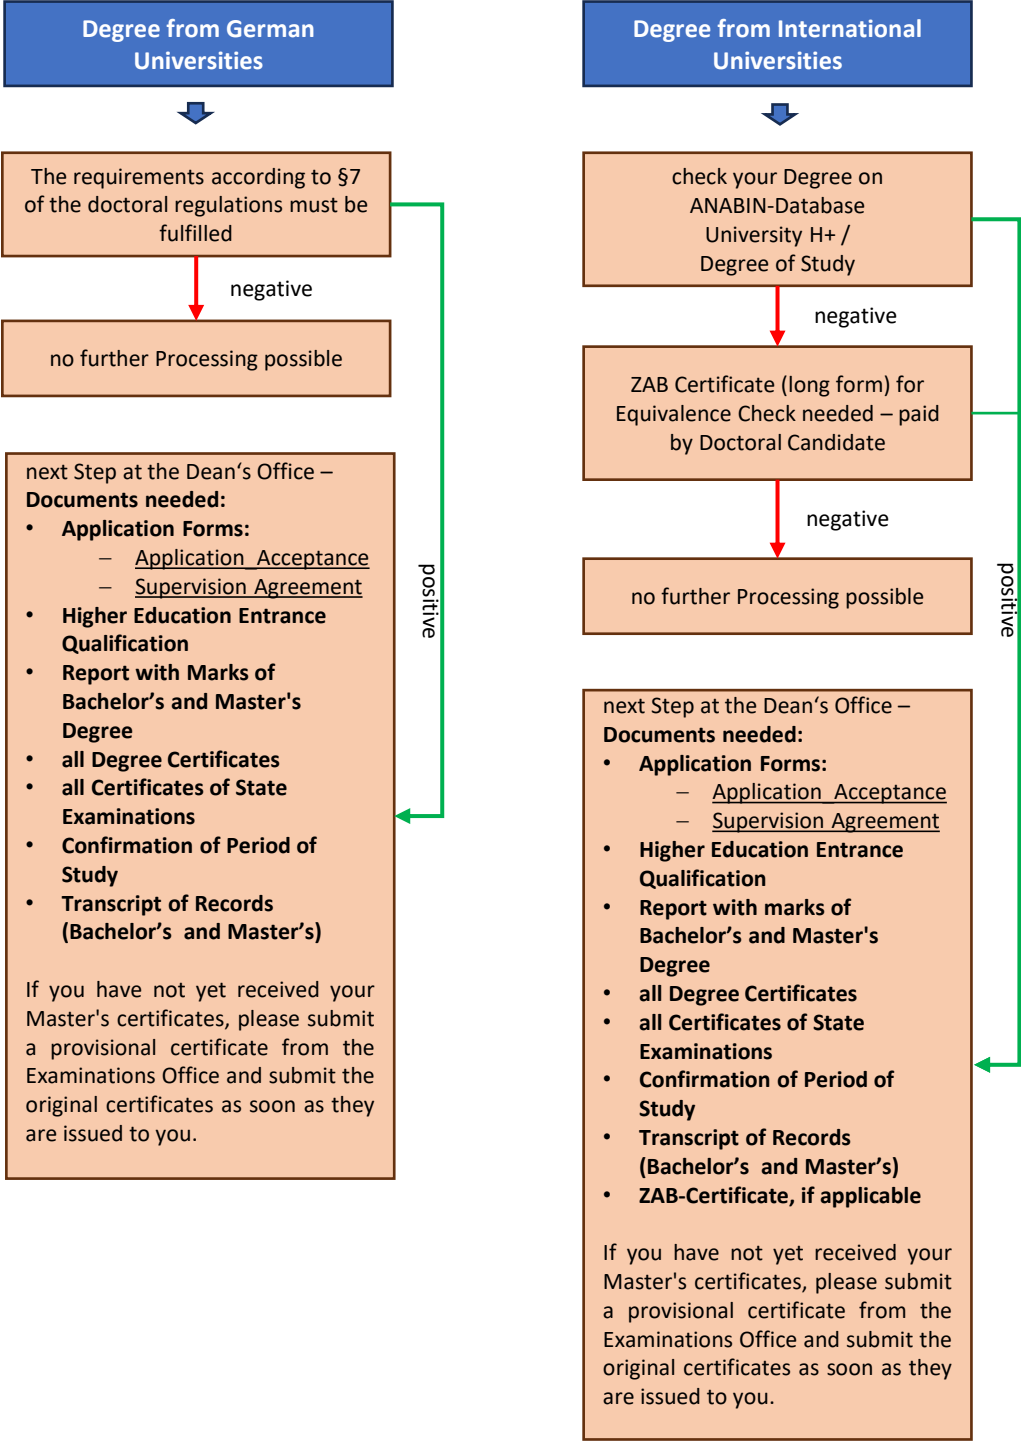 Degree from German
Universities
The requirements according to §7
of the doctoral regulations must be
fulfilled
negative
no further Processing possible
next Step at the Dean‘s Office –
Documents needed:
• Application Forms:
– Application_Acceptance
– Supervision Agreement
• Higher Education Entrance
Qualification
• Report with Marks of
Bachelor’s and Master's
Degree
• all Degree Certificates
• all Certificates of State
Examinations
• Confirmation of Period of
Study
• Transcript of Records
(Bachelor’s and Master’s)
If you have not yet received your
Master's certificates, please submit
a provisional certificate from the
Examinations Office and submit the
original certificates as soon as they
are issued to you.
positive
Degree from International
Universities
check your Degree on
ANABIN-Database
University H+ /
Degree of Study
negative
ZAB Certificate (long form) for
Equivalence Check needed – paid
by Doctoral Candidate
negative
no further Processing possible
next Step at the Dean‘s Office –
Documents needed:
• Application Forms:
– Application_Acceptance
– Supervision Agreement
• Higher Education Entrance
Qualification
• Report with marks of
Bachelor’s and Master's
Degree
• all Degree Certificates
• all Certificates of State
Examinations
• Confirmation of Period of
Study
• Transcript of Records
(Bachelor’s and Master’s)
• ZAB-Certificate, if applicable
If you have not yet received your
Master's certificates, please submit
a provisional certificate from the
Examinations Office and submit the
original certificates as soon as they
are issued to you.
positive